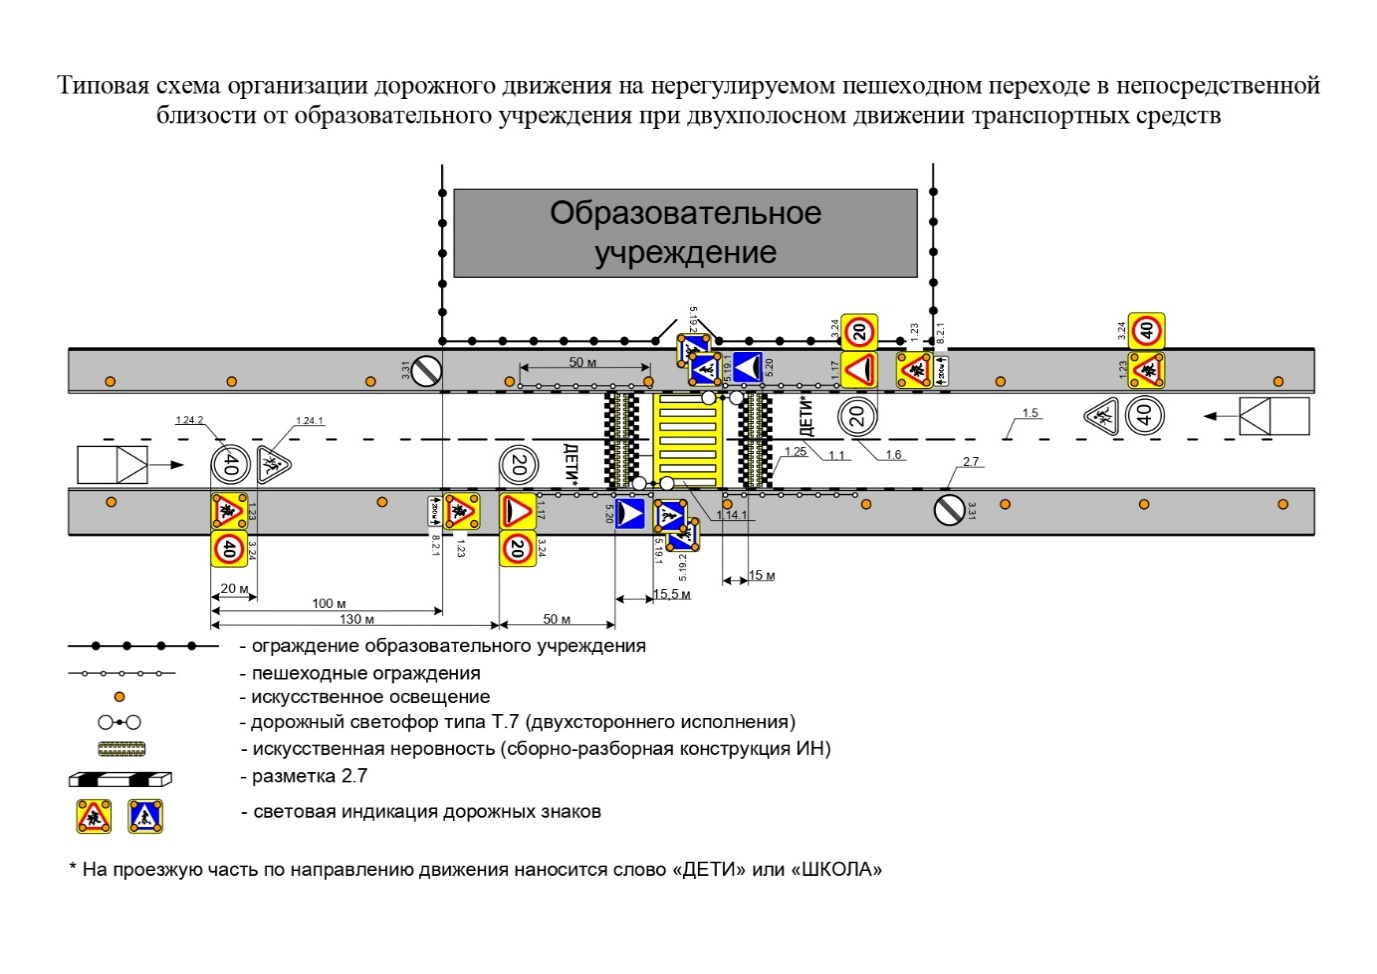 Типовая схема организации дорожного движения на нерегулируемом пешеходном переходе в непосредственной
близости от образовательного учреждения при двухполосном движении транспортных средств
Образовательное
учреждение
5.19.2
3.24
20
1.23
8.2.1
3.24
40
3.31
50 м
5.19.1
5.20
1.17
200м
1.23
1.24.2
1.24.1
ДЕТИ*
20
40
1.5
40
20
ДЕТИ*
1.25
1.1
1.6
2.7
1.23
200м
1.17
5.20
1.14.1
3.31
40
3.24
8.2.1
1.23
20
3.24
5.19.1
5.19.2
20 м
15 м
100 м
15,5 м
130 м
50 м
- ограждение образовательного учреждения
- пешеходные ограждения
- искусственное освещение
- дорожный светофор типа Т.7 (двухстороннего исполнения)
- искусственная неровность (сборно-разборная конструкция ИН)
- разметка 2.7
- световая индикация дорожных знаков
* На проезжую часть по направлению движения наносится слово «ДЕТИ» или «ШКОЛА»